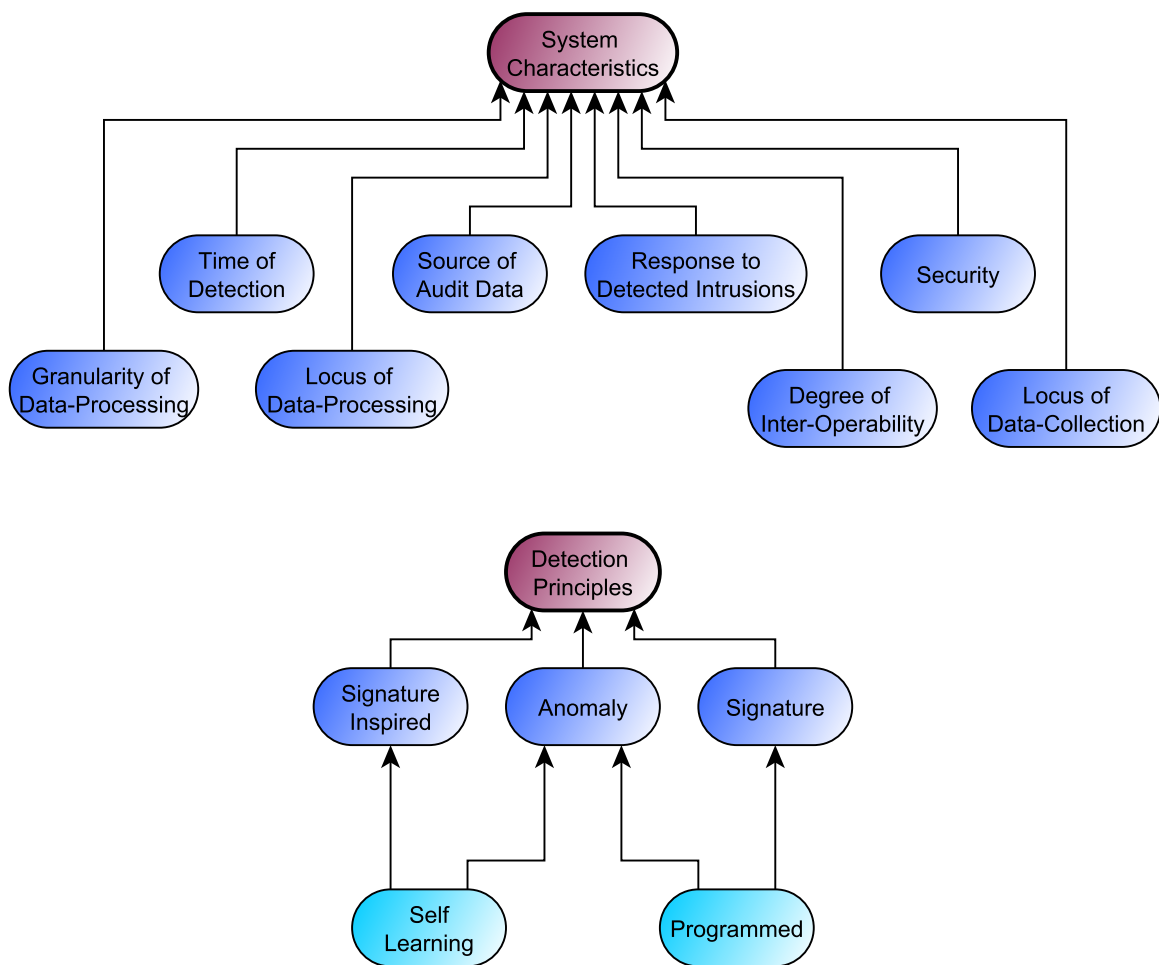 System
Characteristics
Time of
Detection
Source of
Audit Data
Response to
Detected Intrusions
Security
Granularity of
Data-Processing
Locus of
Data-Processing
Degree of
Inter-Operability
Locus of
Data-Collection
Detection
Principles
Signature
Inspired
Anomaly
Signature
Self
Learning
Programmed